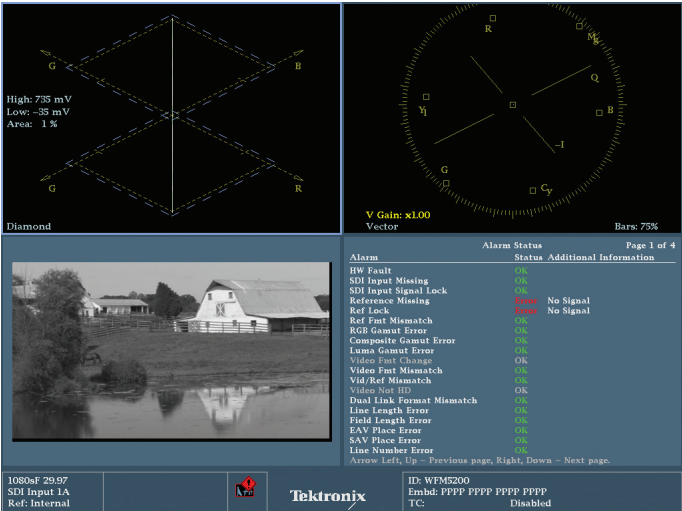 G
B
High: 735 mV
Low: −35 mV
Area: 1 %
G
R
Diamond
R
Mg
Q
Yl
B
−I
G
Cy
V Gain: x1.00
Vector
Bars: 75%
Alarm Status
Page 1 of 4
Alarm Status Additional Information
HW Fault OK
SDI Input Missing OK
SDI Input Signal Lock OK
Reference Missing Error No Signal
Ref Lock Error No Signal
Ref Fmt Mismatch OK
RGB Gamut Error OK
Composite Gamut Error OK
Luma Gamut Error OK
Video Fmt Change OK
Video Fmt Mismatch OK
Vid/Ref Mismatch OK
Video Not HD OK
Dual Link Format Mismatch OK
Line Length Error OK
Field Length Error OK
EAV Place Error OK
SAV Place Error OK
Line Number Error OK
Arrow Left, Up − Previous page, Right, Down − Next page.
1080sF 29.97
SDI Input 1A
Ref: Internal
Tektronix
ID: WFM5200
Embd: PPPP PPPP PPPP PPPP
TC: Disabled